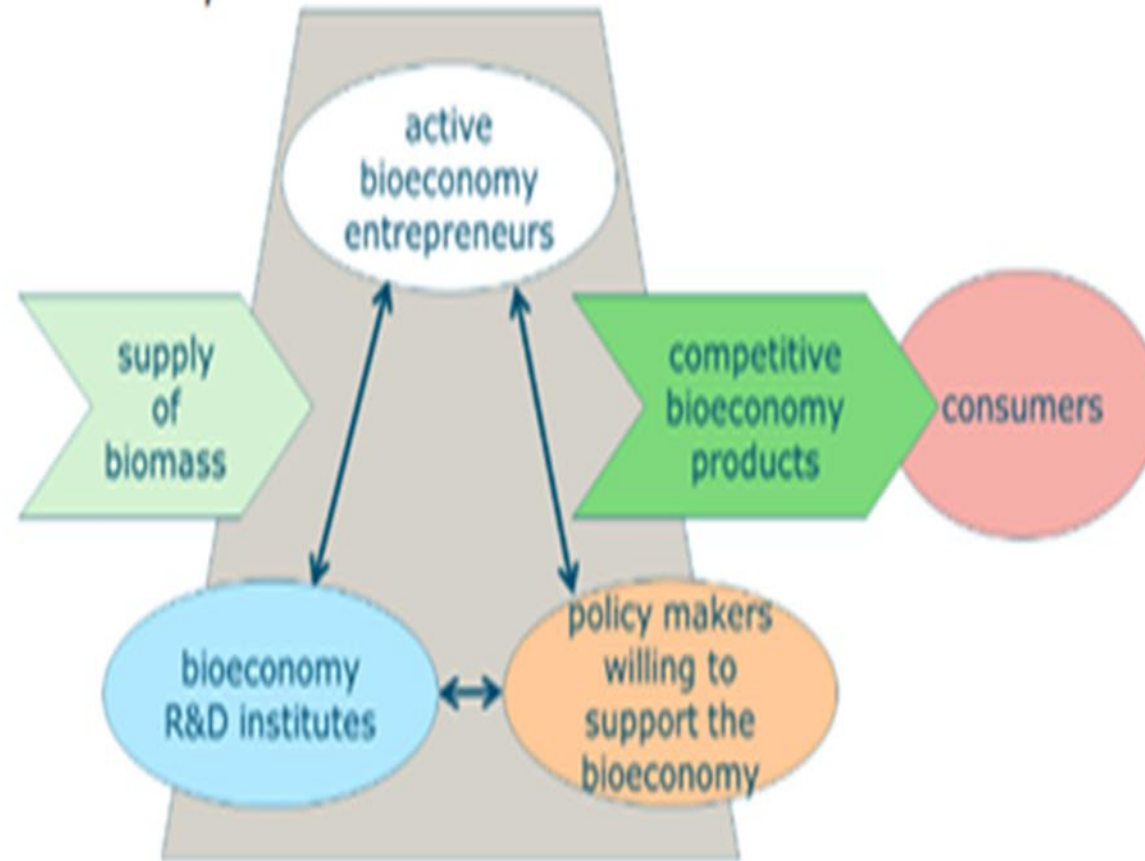 active
bioeconomy
entrepreneurs
supply
of
biomass
competitive
bioeconomy
products
consumers
bioeconomy
R&D institutes
policy makers
willing to
support the
bioeconomy